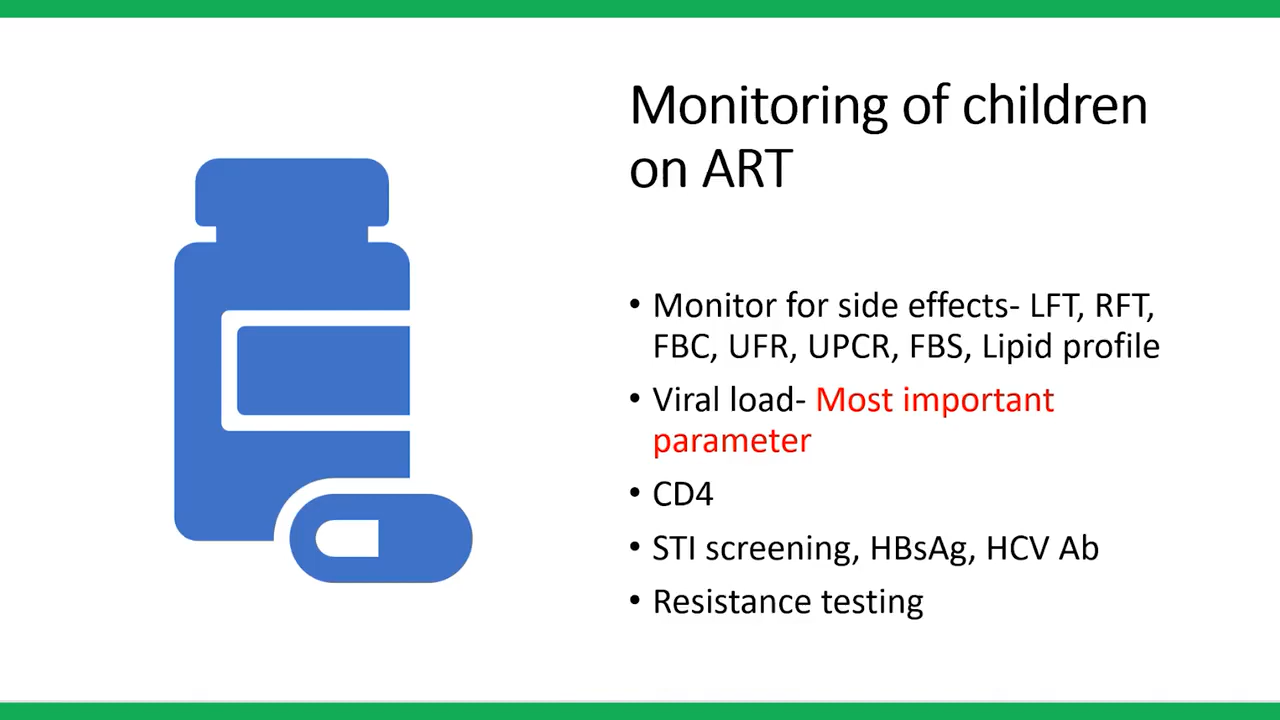 Monitoring of children
on ART
• Monitor for side effects- LFT, RFT,
FBC, UFR, UPCR, FBS, Lipid profile
• Viral load- Most important
parameter
• CD4
• STI screening, HBsAg, HCV Ab
• Resistance testing